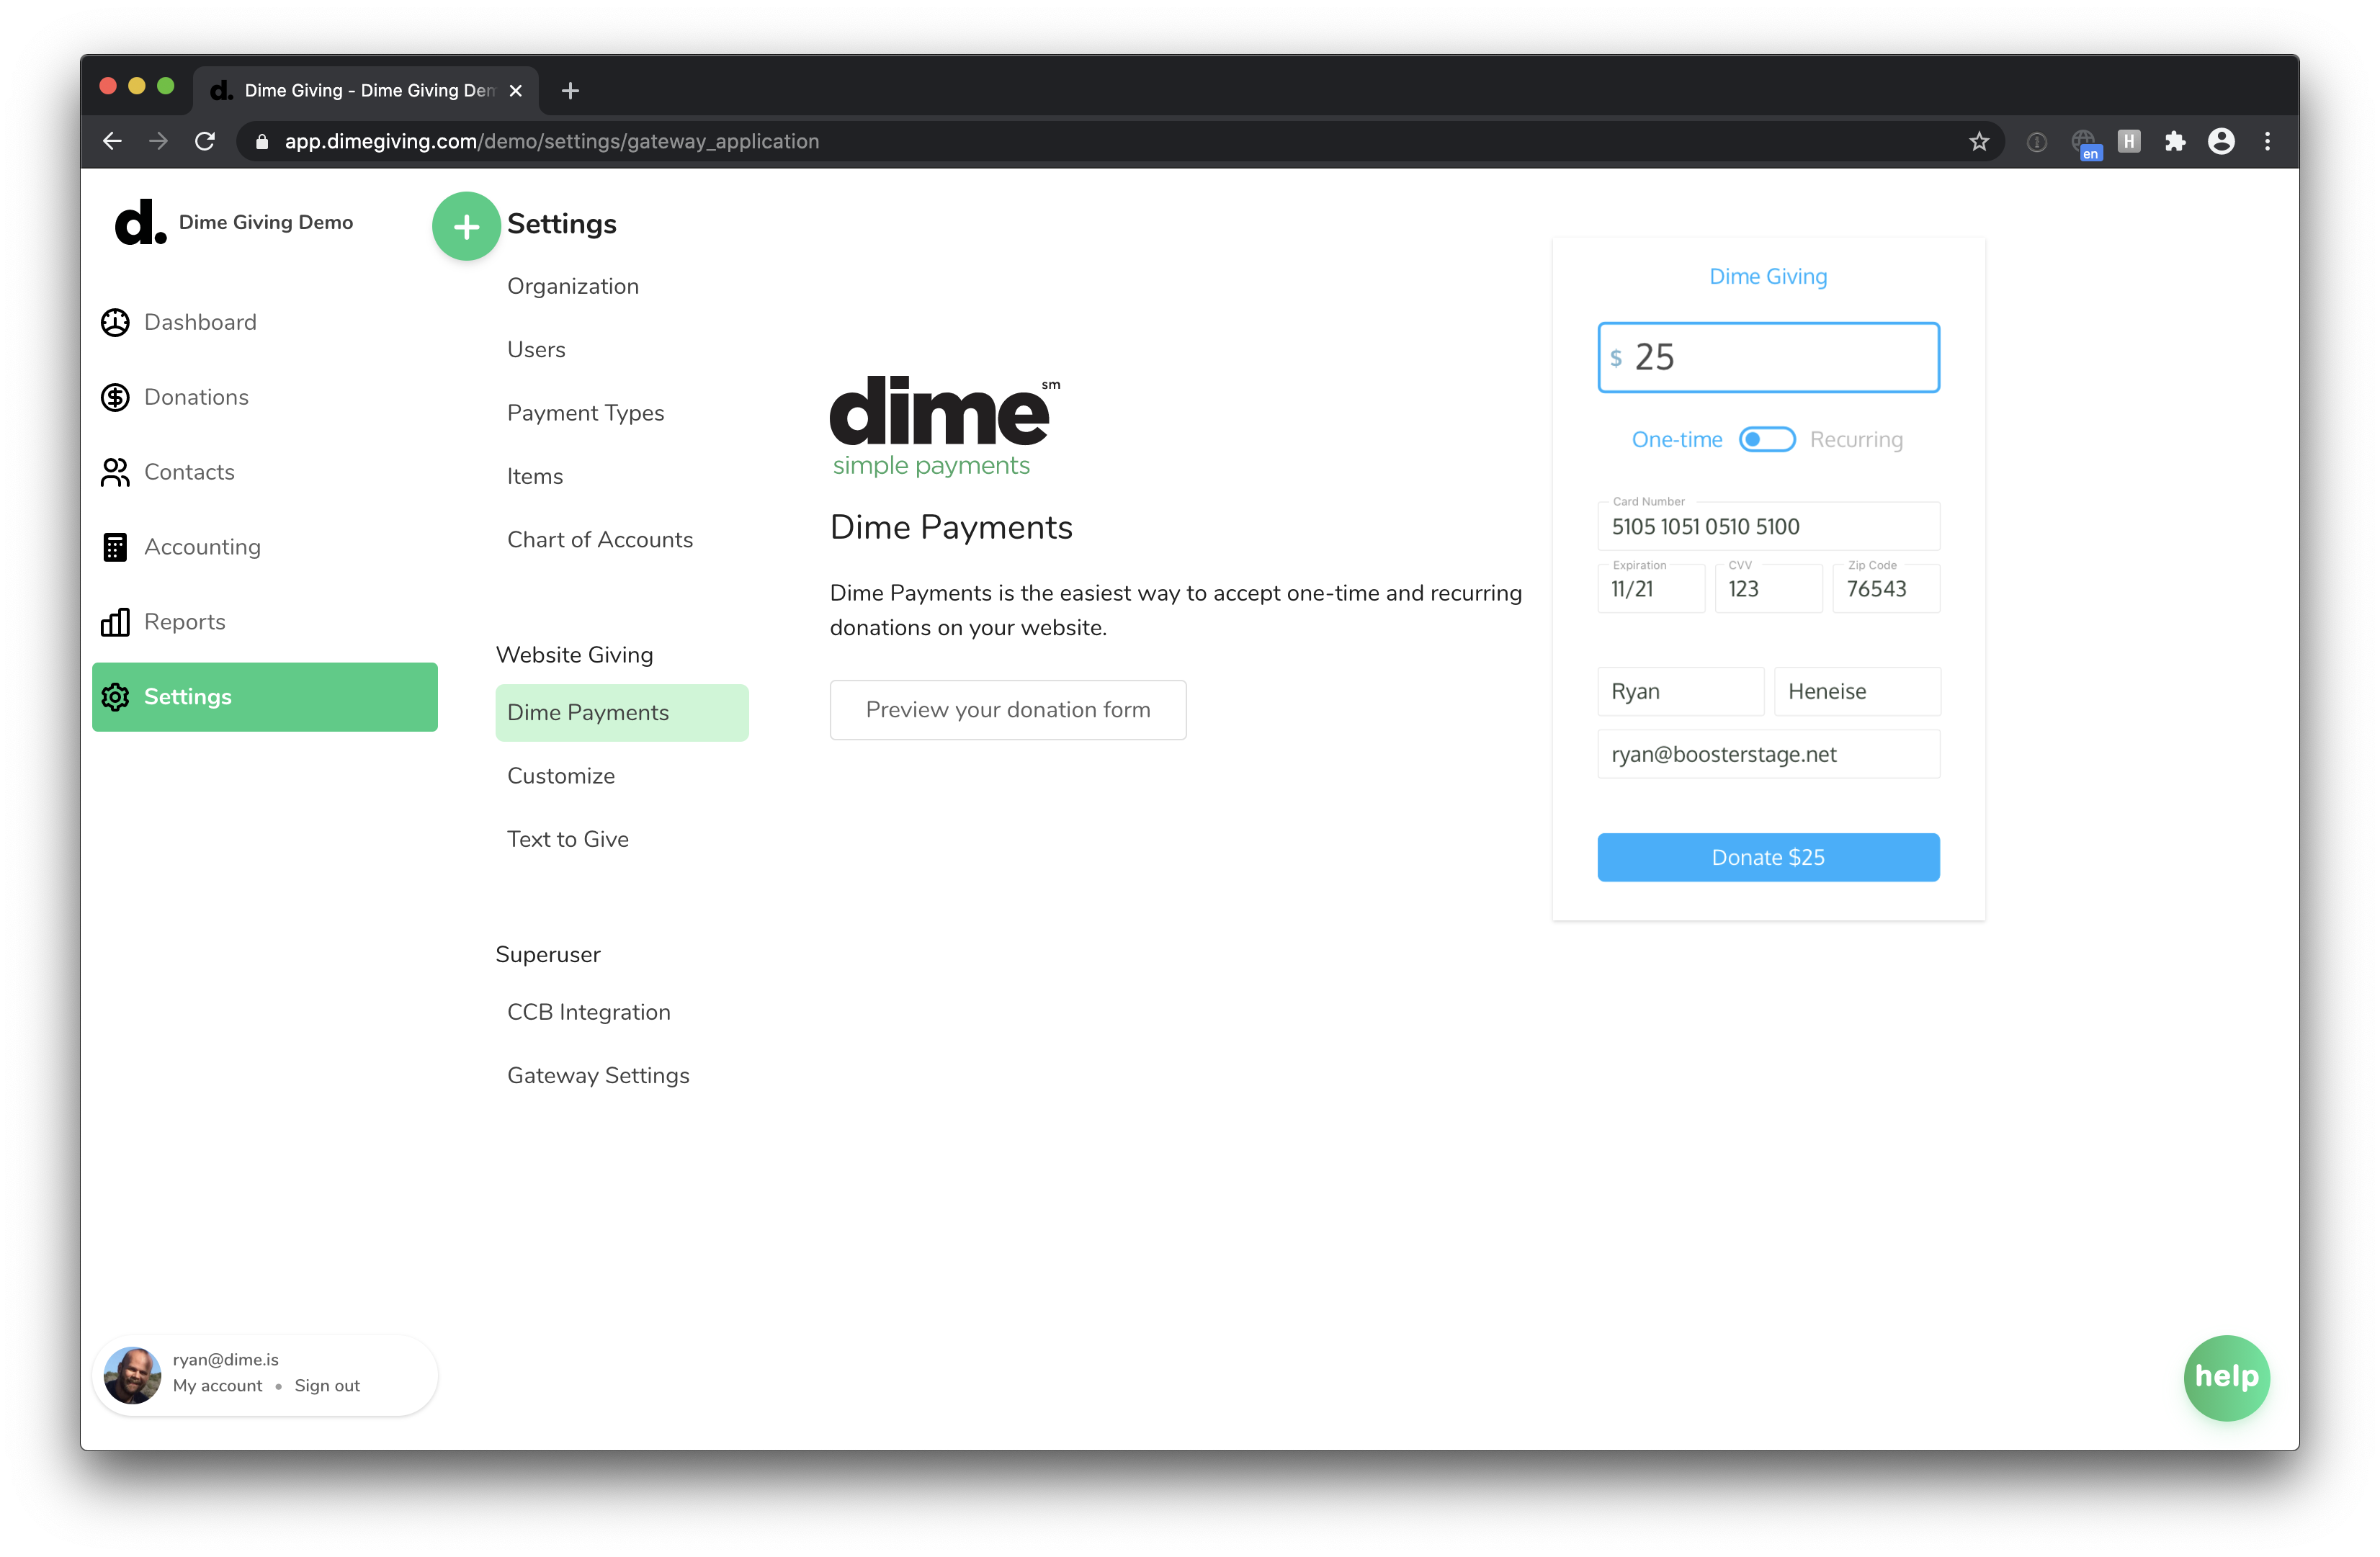 d. Dime Giving - Dime Giving Dem
app.dimegiving.com/demo/settings/gateway_application
en
H
d. Dime Giving Demo
Dashboard
Donations
Contacts
Accounting
Reports
Settings
ryan@dime.is
My account • Sign out
Settings
Organization
Users
Payment Types
Items
Chart of Accounts
Website Giving
Dime Payments
Customize
Text to Give
Superuser
CCB Integration
Gateway Settings
dime sm
simple payments
Dime Payments
Dime Payments is the easiest way to accept one-time and recurring
donations on your website.
Preview your donation form
Dime Giving
$ 25
One-time Recurring
Card Number
5105 1051 0510 5100
Expiration CVV Zip Code
11/21 123 76543
Ryan Heneise
ryan@boosterstage.net
Donate $25
help